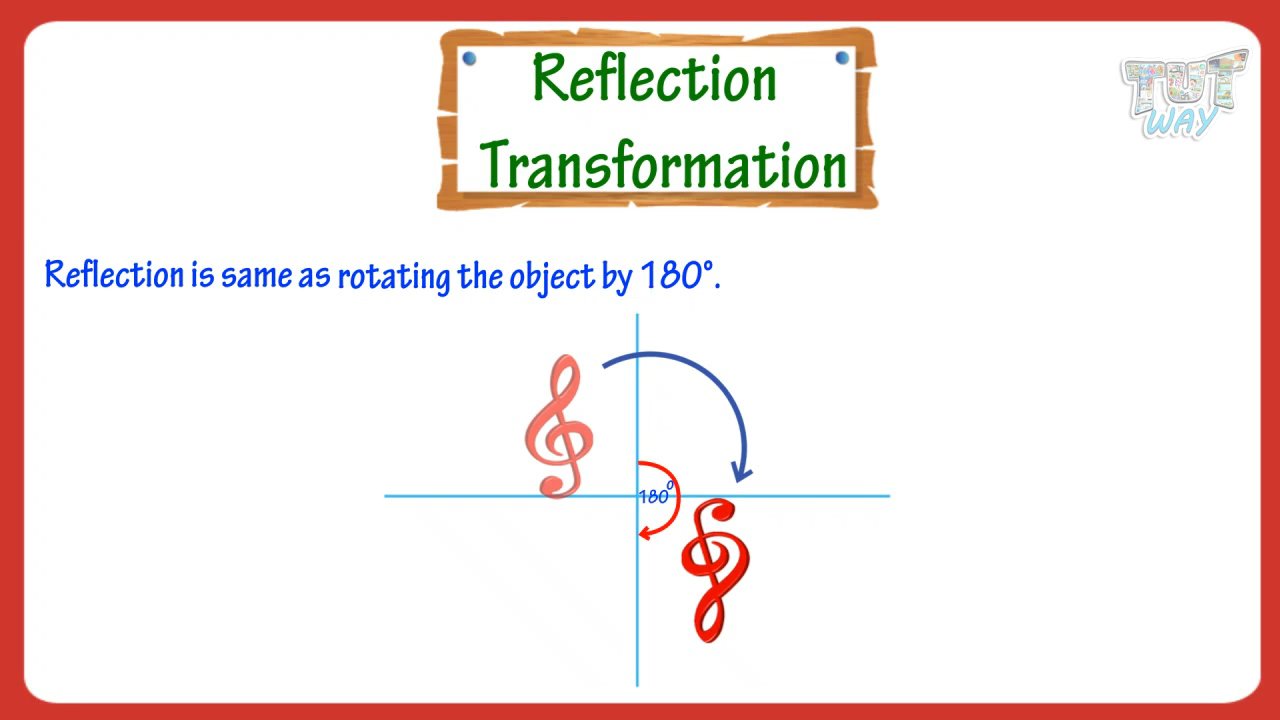 Reflection
Transformation
TUT
WAY
Reflection is same as rotating the object by 180°.
180°